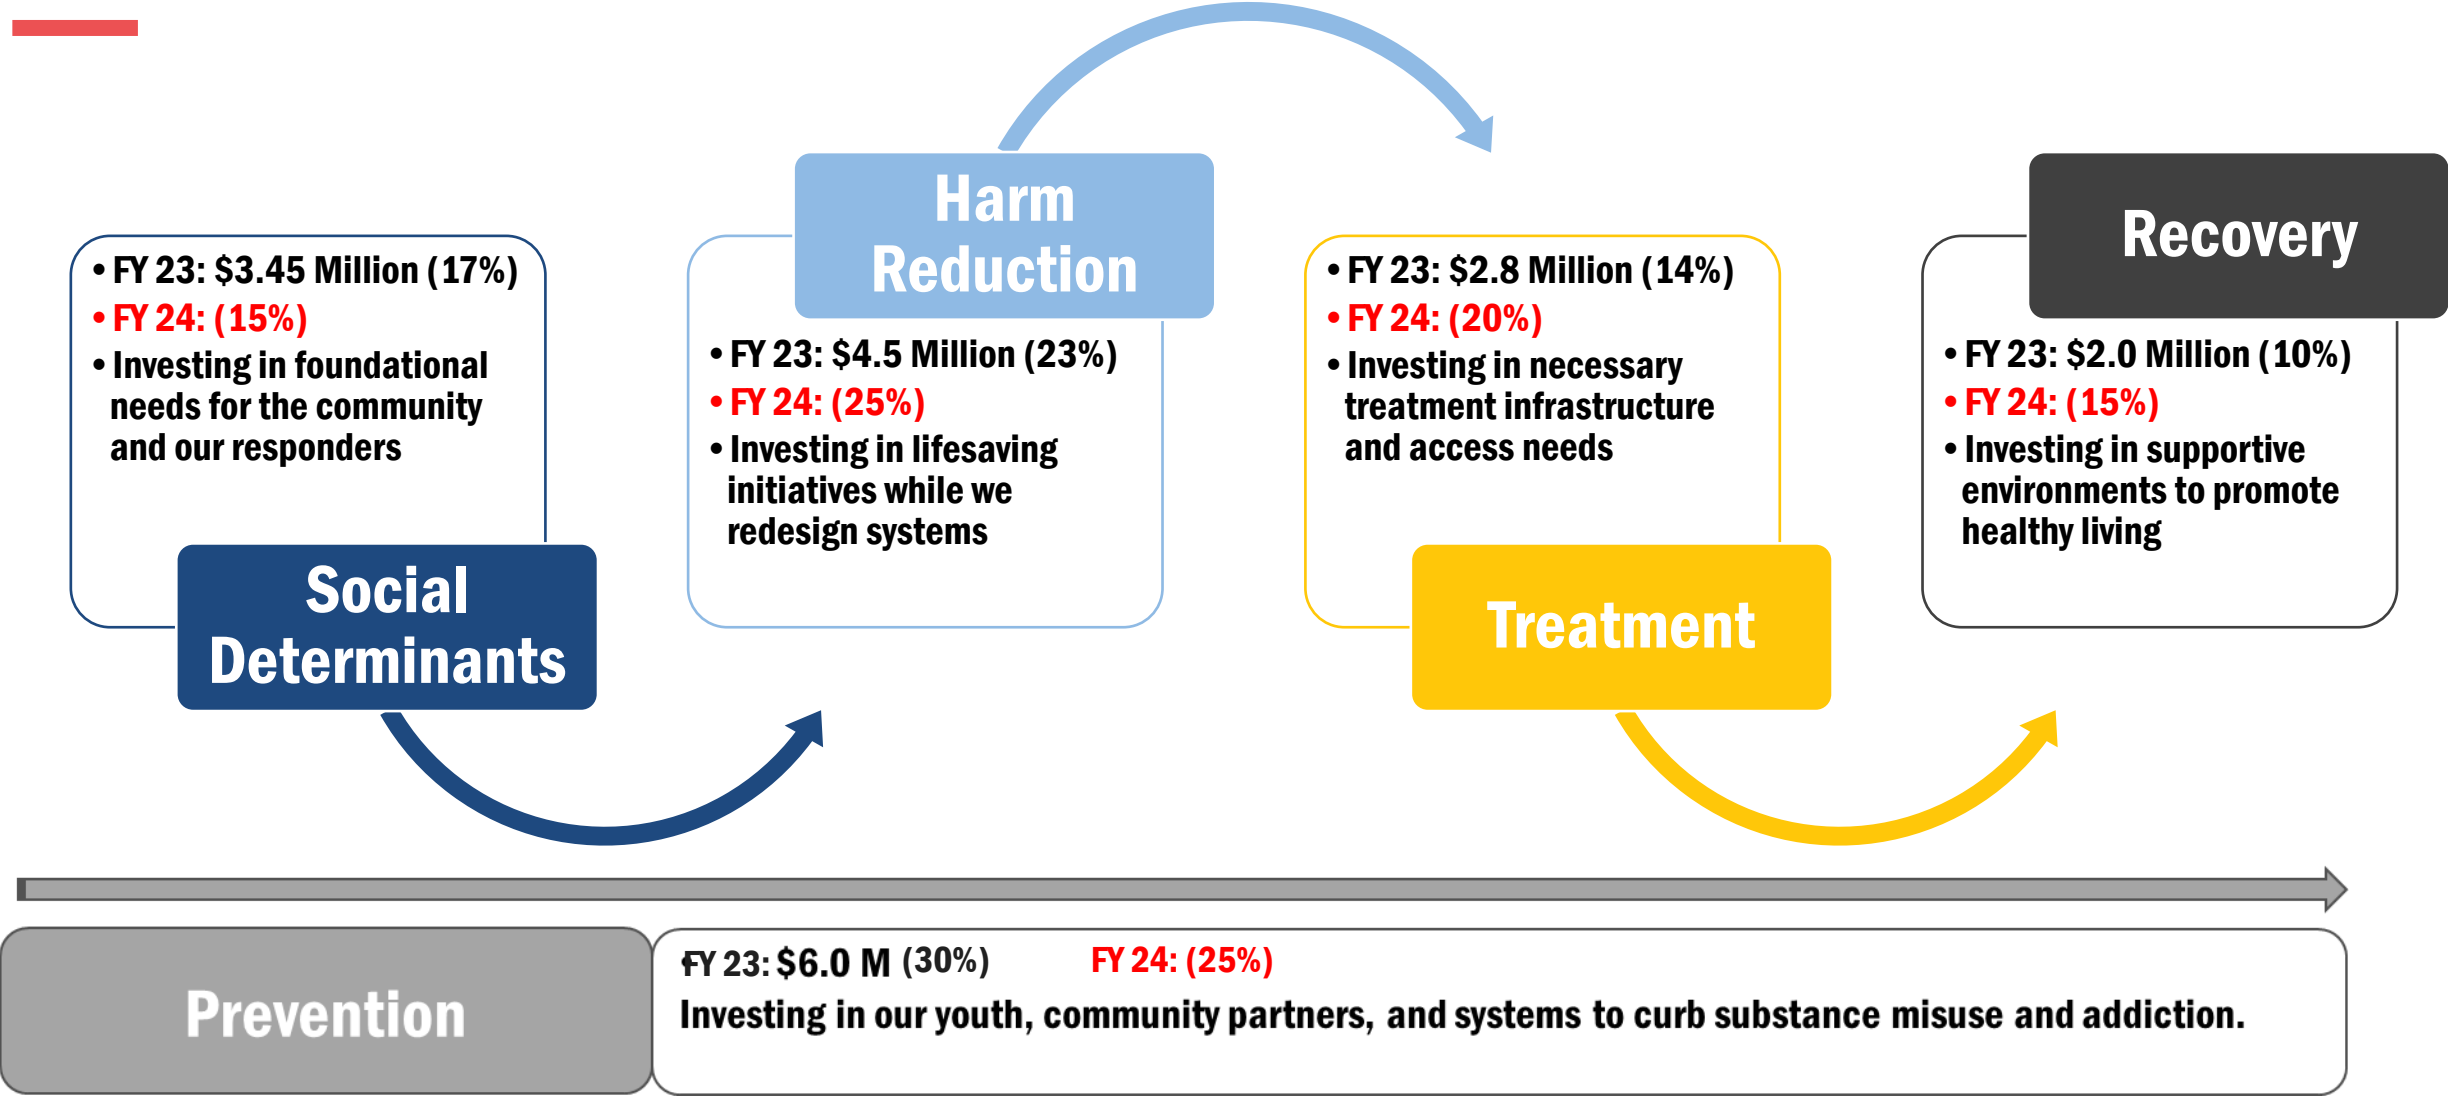 • FY 23: $3.45 Million (17%)
• FY 24: (15%)
• Investing in foundational
needs for the community
and our responders
Social
Determinants
Harm
Reduction
• FY 23: $4.5 Million (23%)
• FY 24: (25%)
• Investing in lifesaving
initiatives while we
redesign systems
• FY 23: $2.8 Million (14%)
• FY 24: (20%)
• Investing in necessary
treatment infrastructure
and access needs
Treatment
Recovery
• FY 23: $2.0 Million (10%)
• FY 24: (15%)
• Investing in supportive
environments to promote
healthy living
Prevention
FY 23: $6.0 M (30%) FY 24: (25%)
Investing in our youth, community partners, and systems to curb substance misuse and addiction.